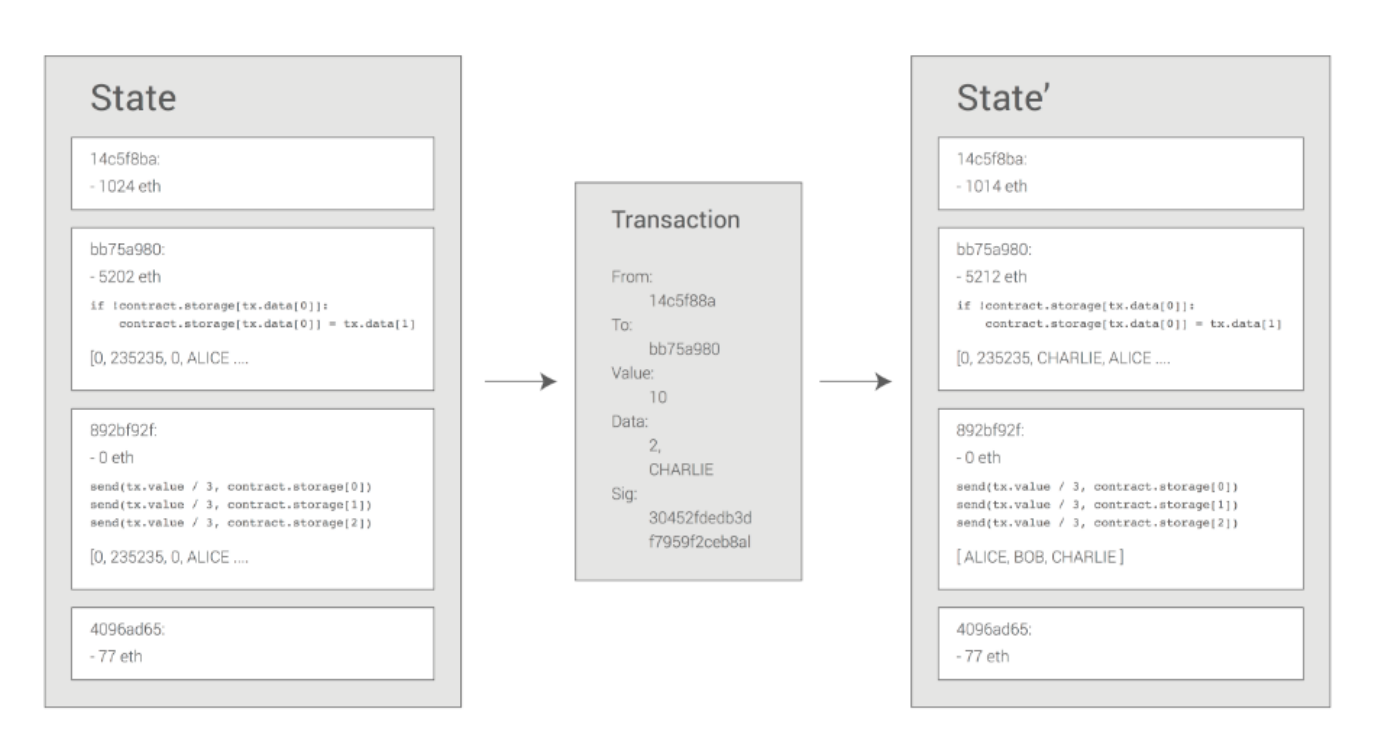 State
14c5f8ba:
- 1024 eth
bb75a980:
- 5202 eth
if !contract.storage[tx.data[0]]:
contract.storage[tx.data[0]] = tx.data[1]
[0, 235235, 0, ALICE ....
892bf92f:
- 0 eth
send(tx.value / 3, contract.storage[0])
send(tx.value / 3, contract.storage[1])
send(tx.value / 3, contract.storage[2])
[0, 235235, 0, ALICE ....
4096ad65:
- 77 eth
Transaction
From:
14c5f88a
To:
bb75a980
Value:
10
Data:
2,
CHARLIE
Sig:
30452fdedb3d
f7959f2ceb8a1
State’
14c5f8ba:
- 1014 eth
bb75a980:
- 5212 eth
if !contract.storage[tx.data[0]]:
contract.storage[tx.data[0]] = tx.data[1]
[0, 235235, CHARLIE, ALICE ....
892bf92f:
- 0 eth
send(tx.value / 3, contract.storage[0])
send(tx.value / 3, contract.storage[1])
send(tx.value / 3, contract.storage[2])
[ ALICE, BOB, CHARLIE ]
4096ad65:
- 77 eth